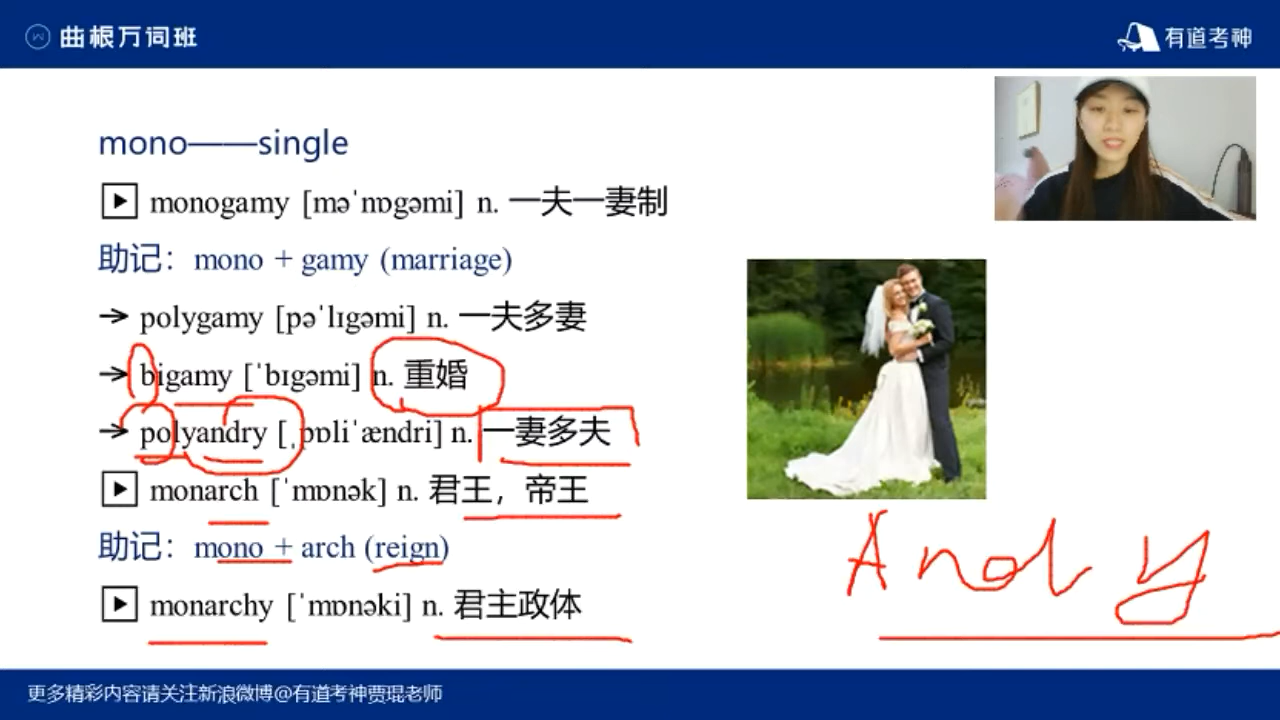 曲根万词班
有道考神
mono——single
monogamy [məˈnɒgəmi] n. 一夫一妻制
助记：mono + gamy (marriage)
→ polygamy [pəˈlɪgəmi] n. 一夫多妻
→ bigamy [ˈbɪgəmi] n. 重婚
→ polyandry [ˌpɒliˈændri] n. 一妻多夫
monarch [ˈmɒnək] n. 君王，帝王
助记：mono + arch (reign)
monarchy [ˈmɒnəki] n. 君主政体
Andy
更多精彩内容请关注新浪微博@有道考神贾琨老师